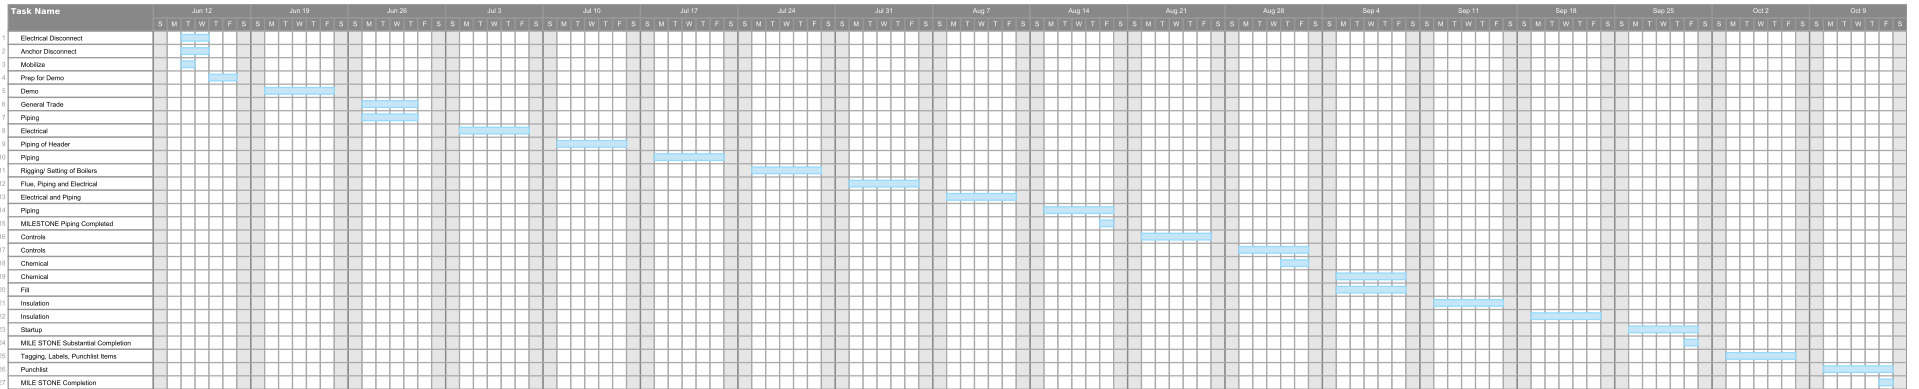 Task Name Jun 12 Jun 19 Jun 26 Jul 3 Jul 10 Jul 17 Jul 24 Jul 31 Aug 7 Aug 14 Aug 21 Aug 28 Sep 4 Sep 11 Sep 18 Sep 25 Oct 2 Oct 9
S M T W T F S S M T W T F S S M T W T F S S M T W T F S S M T W T F S S M T W T F S S M T W T F S S M T W T F S S M T W T F S S M T W T F S S M T W T F S S M T W T F S S M T W T F S S M T W T F S S M T W T F S S M T W T F S S M T W T F S S M T W T F S
1 Electrical Disconnect
2 Anchor Disconnect
3 Mobilize
4 Prep for Demo
5 Demo
6 General Trade
7 Piping
8 Electrical
9 Piping of Header
10 Piping
11 Rigging/ Setting of Boilers
12 Flue, Piping and Electrical
13 Electrical and Piping
14 Piping
15 MILESTONE Piping Completed
16 Controls
17 Controls
18 Chemical
19 Chemical
20 Fill
21 Insulation
22 Insulation
23 Startup
24 MILE STONE Substantial Completion
25 Tagging, Labels, Punchlist Items
26 Punchlist
27 MILE STONE Completion